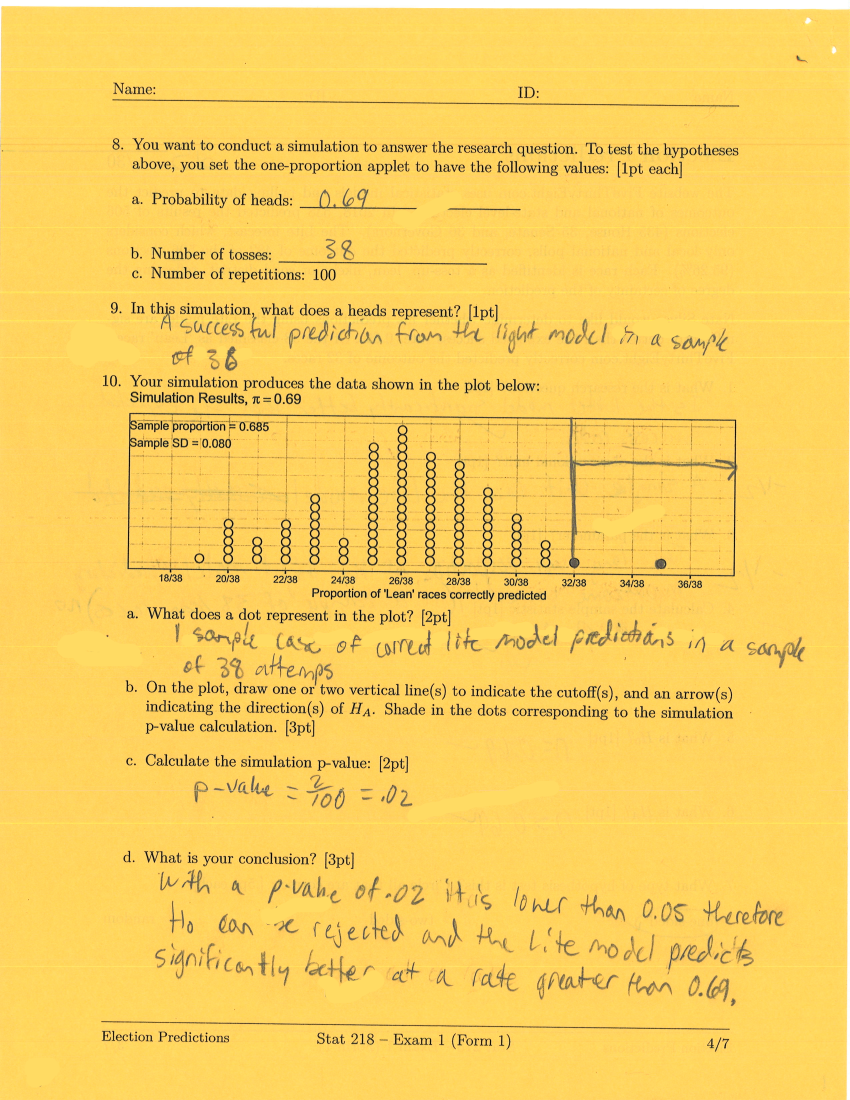 Name:
ID:
8. You want to conduct a simulation to answer the research question. To test the hypotheses
above, you set the one-proportion applet to have the following values: [1pt each]
a. Probability of heads: 0.69
b. Number of tosses: 38
c. Number of repetitions: 100
9. In this simulation, what does a heads represent? [1pt]
A successful prediction from the light model in a sample
of 38
10. Your simulation produces the data shown in the plot below:
Simulation Results, π = 0.69
Sample proportion = 0.685
Sample SD = 0.080
18/38 20/38 22/38 24/38 26/38 28/38 30/38 32/38 34/38 36/38
Proportion of 'Lean' races correctly predicted
a. What does a dot represent in the plot? [2pt]
1 sample case of correct lite model predictions in a sample
of 38 attemps
b. On the plot, draw one or two vertical line(s) to indicate the cutoff(s), and an arrow(s)
indicating the direction(s) of H_A. Shade in the dots corresponding to the simulation
p-value calculation. [3pt]
c. Calculate the simulation p-value: [2pt]
p-value = 2/100 = .02
d. What is your conclusion? [3pt]
With a p-value of .02 it is lower than 0.05 therefore
Ho can be rejected and the Lite model predicts
significantly better at a rate greater than 0.69.
Election Predictions
Stat 218 – Exam 1 (Form 1)
4/7